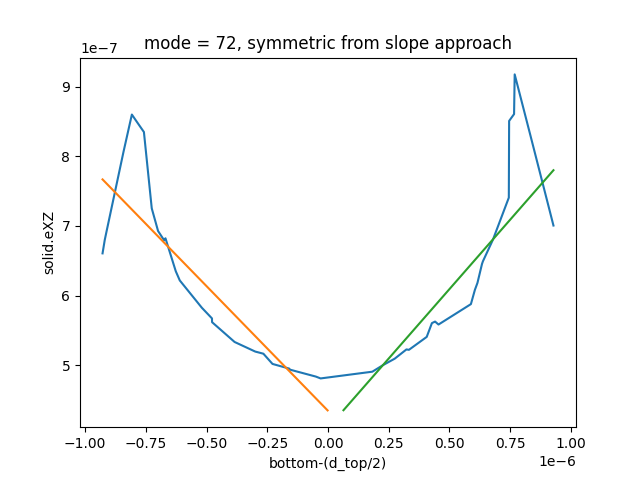 mode = 72, symmetric from slope approach
1e−7
9
8
7
6
5
solid.eXZ
−1.00 −0.75 −0.50 −0.25 0.00 0.25 0.50 0.75 1.00
bottom-(d_top/2)
1e−6